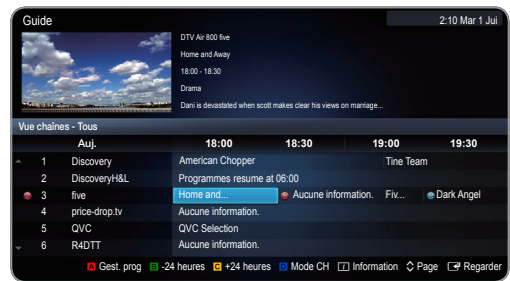 Guide
2:10 Mar 1 Jui
DTV Air 800 five
Home and Away
18:00 - 18:30
Drama
Dani is devastated when scott makes clear his views on marriage...
Vue chaînes - Tous
Auj. 18:00 18:30 19:00 19:30
1 Discovery American Chopper Tine Team
2 DiscoveryH&L Programmes resume at 06:00
3 five Home and... Aucune information. Fiv... Dark Angel
4 price-drop.tv Aucune information.
5 QVC QVC Selection
6 R4DTT Aucune information.
A Gest. prog B -24 heures C +24 heures D Mode CH i Information Page Regarder